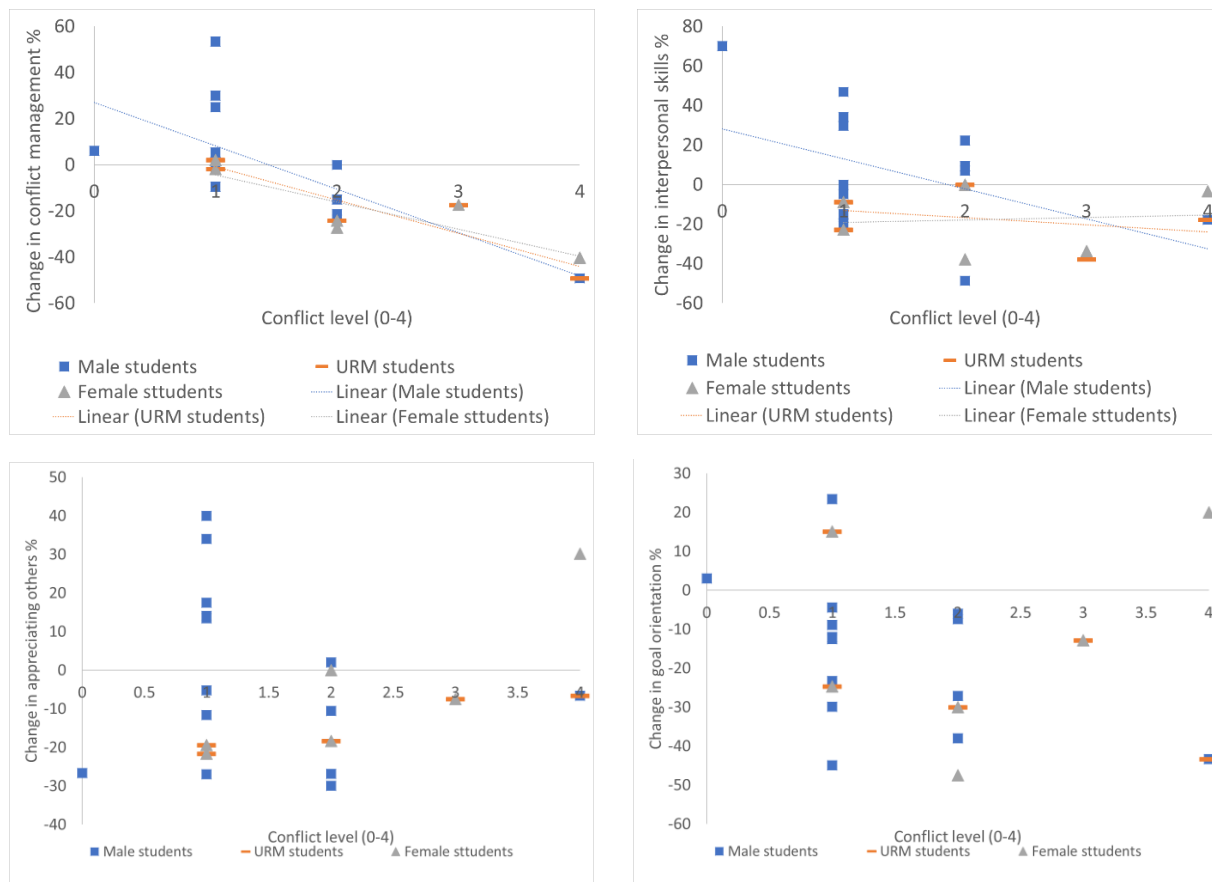 Change in conflict management %
60
40
20
0
-20
-40
-60
0 1 2 3 4
Conflict level (0-4)
Male students URM students
Female sttudents Linear (Male students)
Linear (URM students) Linear (Female sttudents)
Change in interpersonal skills %
80
60
40
20
0
-20
-40
-60
0 1 2 3 4
Conflict level (0-4)
Male students URM students
Female sttudents Linear (Male students)
Linear (URM students) Linear (Female sttudents)
Change in appreciating others %
50
40
30
20
10
0
-10
-20
-30
-40
0 0.5 1 1.5 2 2.5 3 3.5 4
Conflict level (0-4)
Male students URM students Female sttudents
Change in goal orientation %
30
20
10
0
-10
-20
-30
-40
-50
-60
0 0.5 1 1.5 2 2.5 3 3.5 4
Conflict level (0-4)
Male students URM students Female sttudents